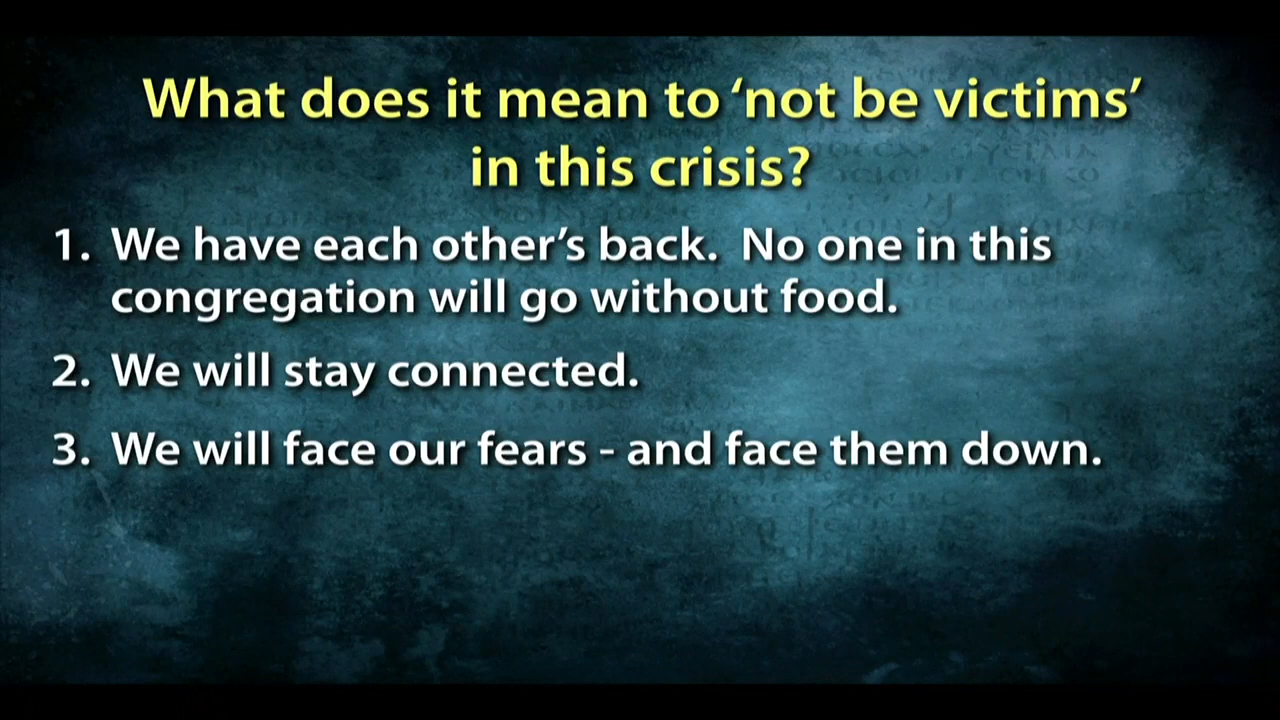 What does it mean to ‘not be victims’
in this crisis?
1. We have each other’s back.  No one in this
congregation will go without food.
2. We will stay connected.
3. We will face our fears - and face them down.